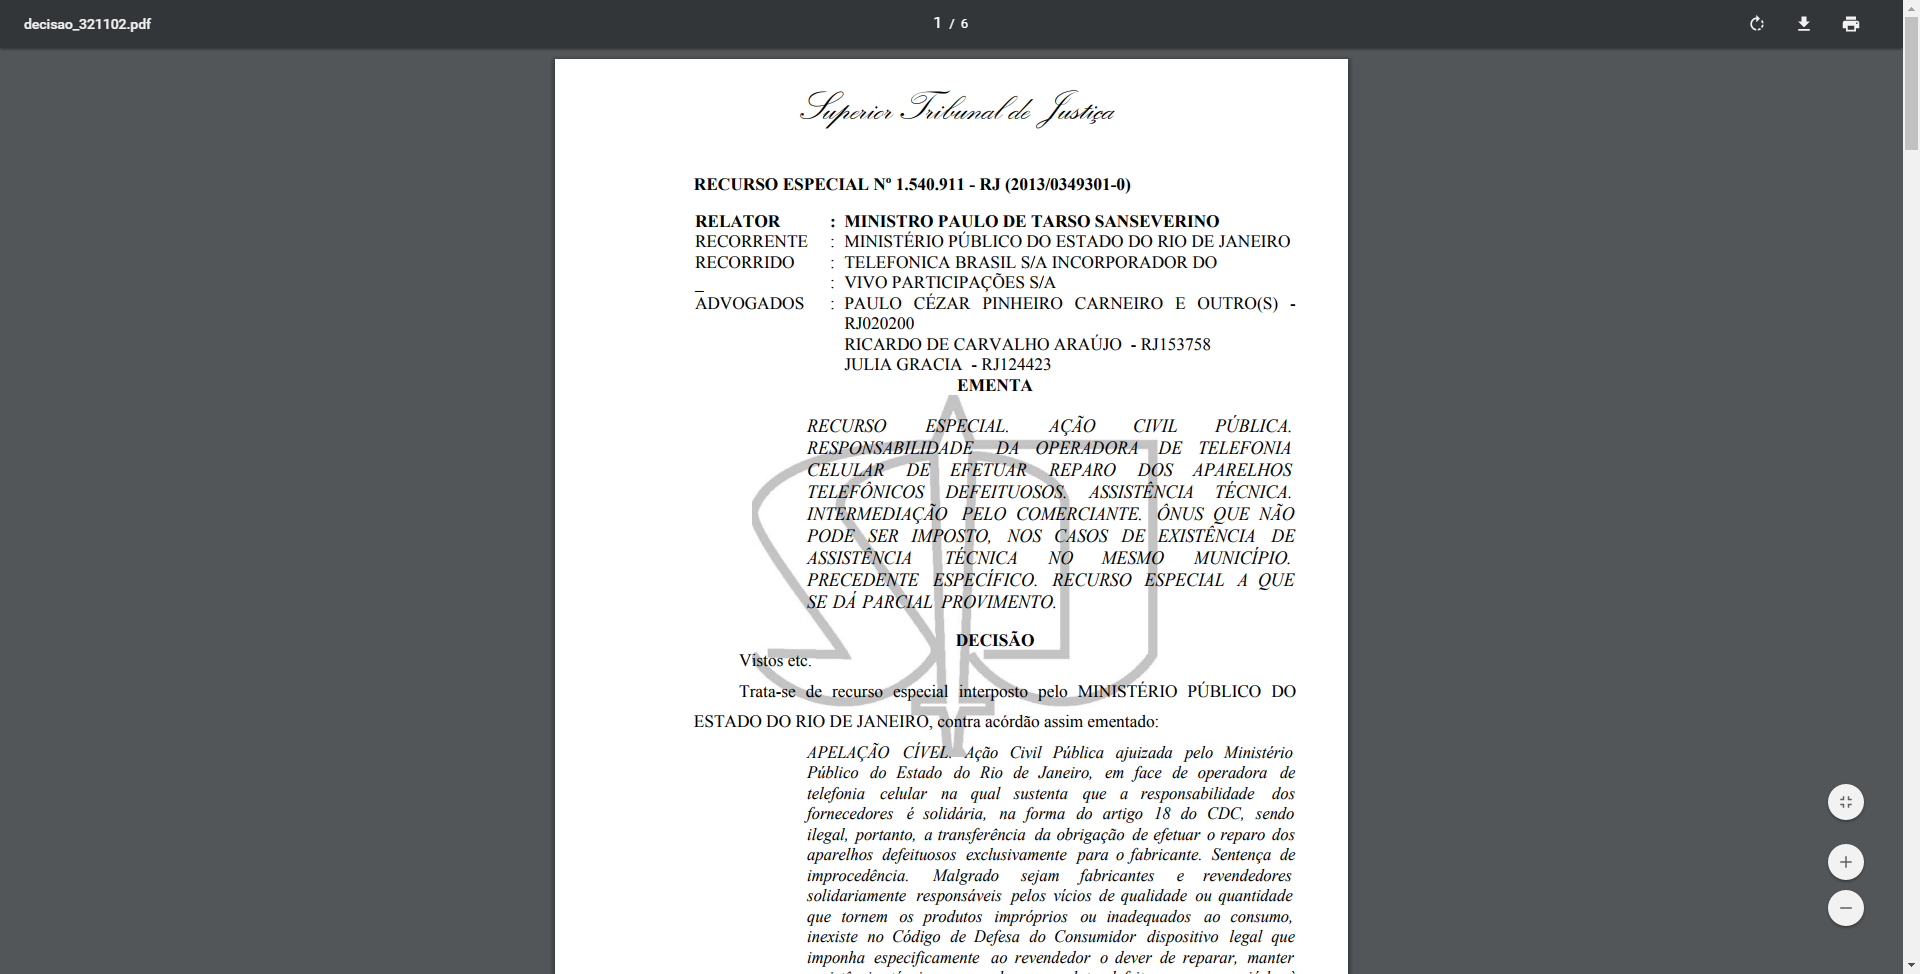 decisao_321102.pdf
1 / 6
Superior Tribunal de Justiça
RECURSO ESPECIAL Nº 1.540.911 - RJ (2013/0349301-0)
RELATOR : MINISTRO PAULO DE TARSO SANSEVERINO
RECORRENTE : MINISTÉRIO PÚBLICO DO ESTADO DO RIO DE JANEIRO
RECORRIDO : TELEFONICA BRASIL S/A INCORPORADOR DO
_ : VIVO PARTICIPAÇÕES S/A
ADVOGADOS : PAULO CÉZAR PINHEIRO CARNEIRO E OUTRO(S) -
RJ020200
RICARDO DE CARVALHO ARAÚJO - RJ153758
JULIA GRACIA - RJ124423
EMENTA
RECURSO ESPECIAL. AÇÃO CIVIL PÚBLICA.
RESPONSABILIDADE DA OPERADORA DE TELEFONIA
CELULAR DE EFETUAR REPARO DOS APARELHOS
TELEFÔNICOS DEFEITUOSOS. ASSISTÊNCIA TÉCNICA.
INTERMEDIAÇÃO PELO COMERCIANTE. ÔNUS QUE NÃO
PODE SER IMPOSTO, NOS CASOS DE EXISTÊNCIA DE
ASSISTÊNCIA TÉCNICA NO MESMO MUNICÍPIO.
PRECEDENTE ESPECÍFICO. RECURSO ESPECIAL A QUE
SE DÁ PARCIAL PROVIMENTO.
DECISÃO
Vistos etc.
Trata-se de recurso especial interposto pelo MINISTÉRIO PÚBLICO DO
ESTADO DO RIO DE JANEIRO, contra acórdão assim ementado:
APELAÇÃO CÍVEL. Ação Civil Pública ajuizada pelo Ministério
Público do Estado do Rio de Janeiro, em face de operadora de
telefonia celular na qual sustenta que a responsabilidade dos
fornecedores é solidária, na forma do artigo 18 do CDC, sendo
ilegal, portanto, a transferência da obrigação de efetuar o reparo dos
aparelhos defeituosos exclusivamente para o fabricante. Sentença de
improcedência. Malgrado sejam fabricantes e revendedores
solidariamente responsáveis pelos vícios de qualidade ou quantidade
que tornem os produtos impróprios ou inadequados ao consumo,
inexiste no Código de Defesa do Consumidor dispositivo legal que
imponha especificamente ao revendedor o dever de reparar, manter